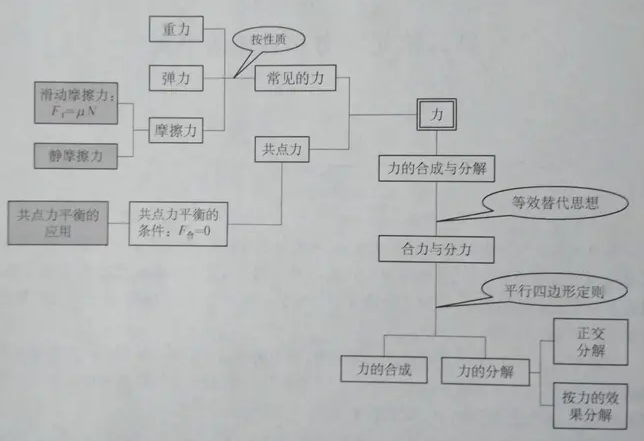 重力
按性质
弹力
常见的力
滑动摩擦力：
Ff=μN
摩擦力
静摩擦力
共点力
力
力的合成与分解
共点力平衡的
应用
共点力平衡的
条件：F合=0
等效替代思想
合力与分力
平行四边形定则
力的合成
力的分解
正交
分解
按力的效
果分解